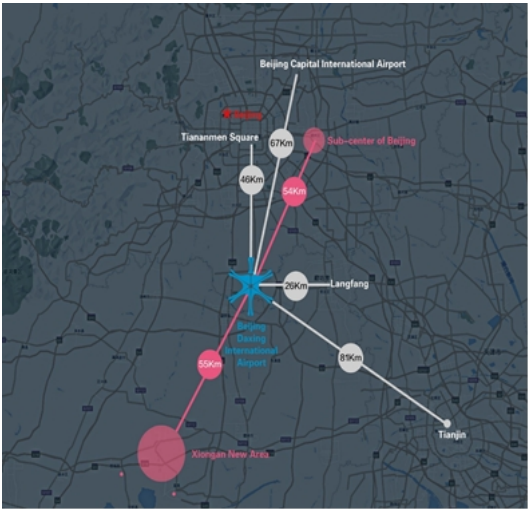 Beijing Capital International Airport
Tiananmen Square
67Km
Sub-center of Beijing
46Km
54Km
26Km
Langfang
Beijing
Daxing
International
Airport
55Km
81Km
Tianjin
Xiongan New Area